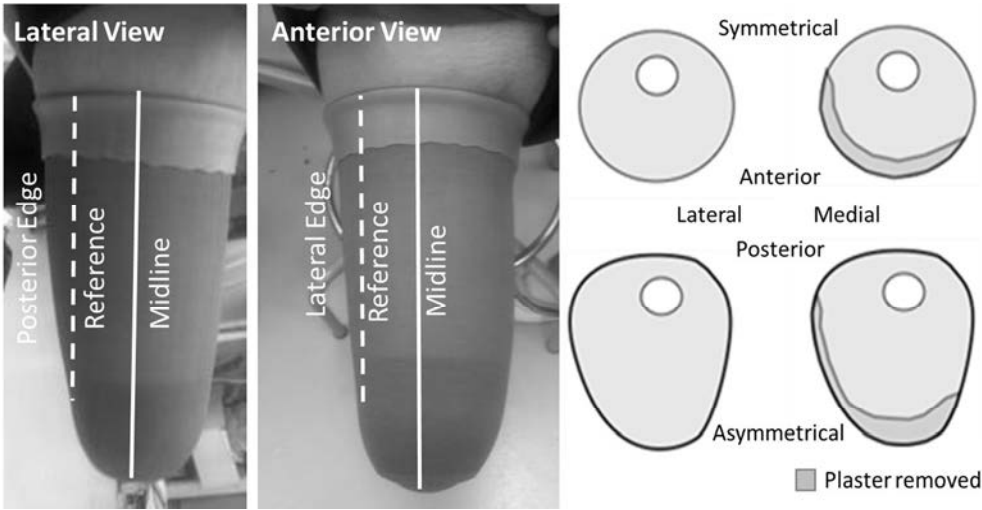 Lateral View
Posterior Edge
Reference
Midline
Anterior View
Lateral Edge
Reference
Midline
Symmetrical
Anterior
Lateral
Medial
Posterior
Asymmetrical
Plaster removed